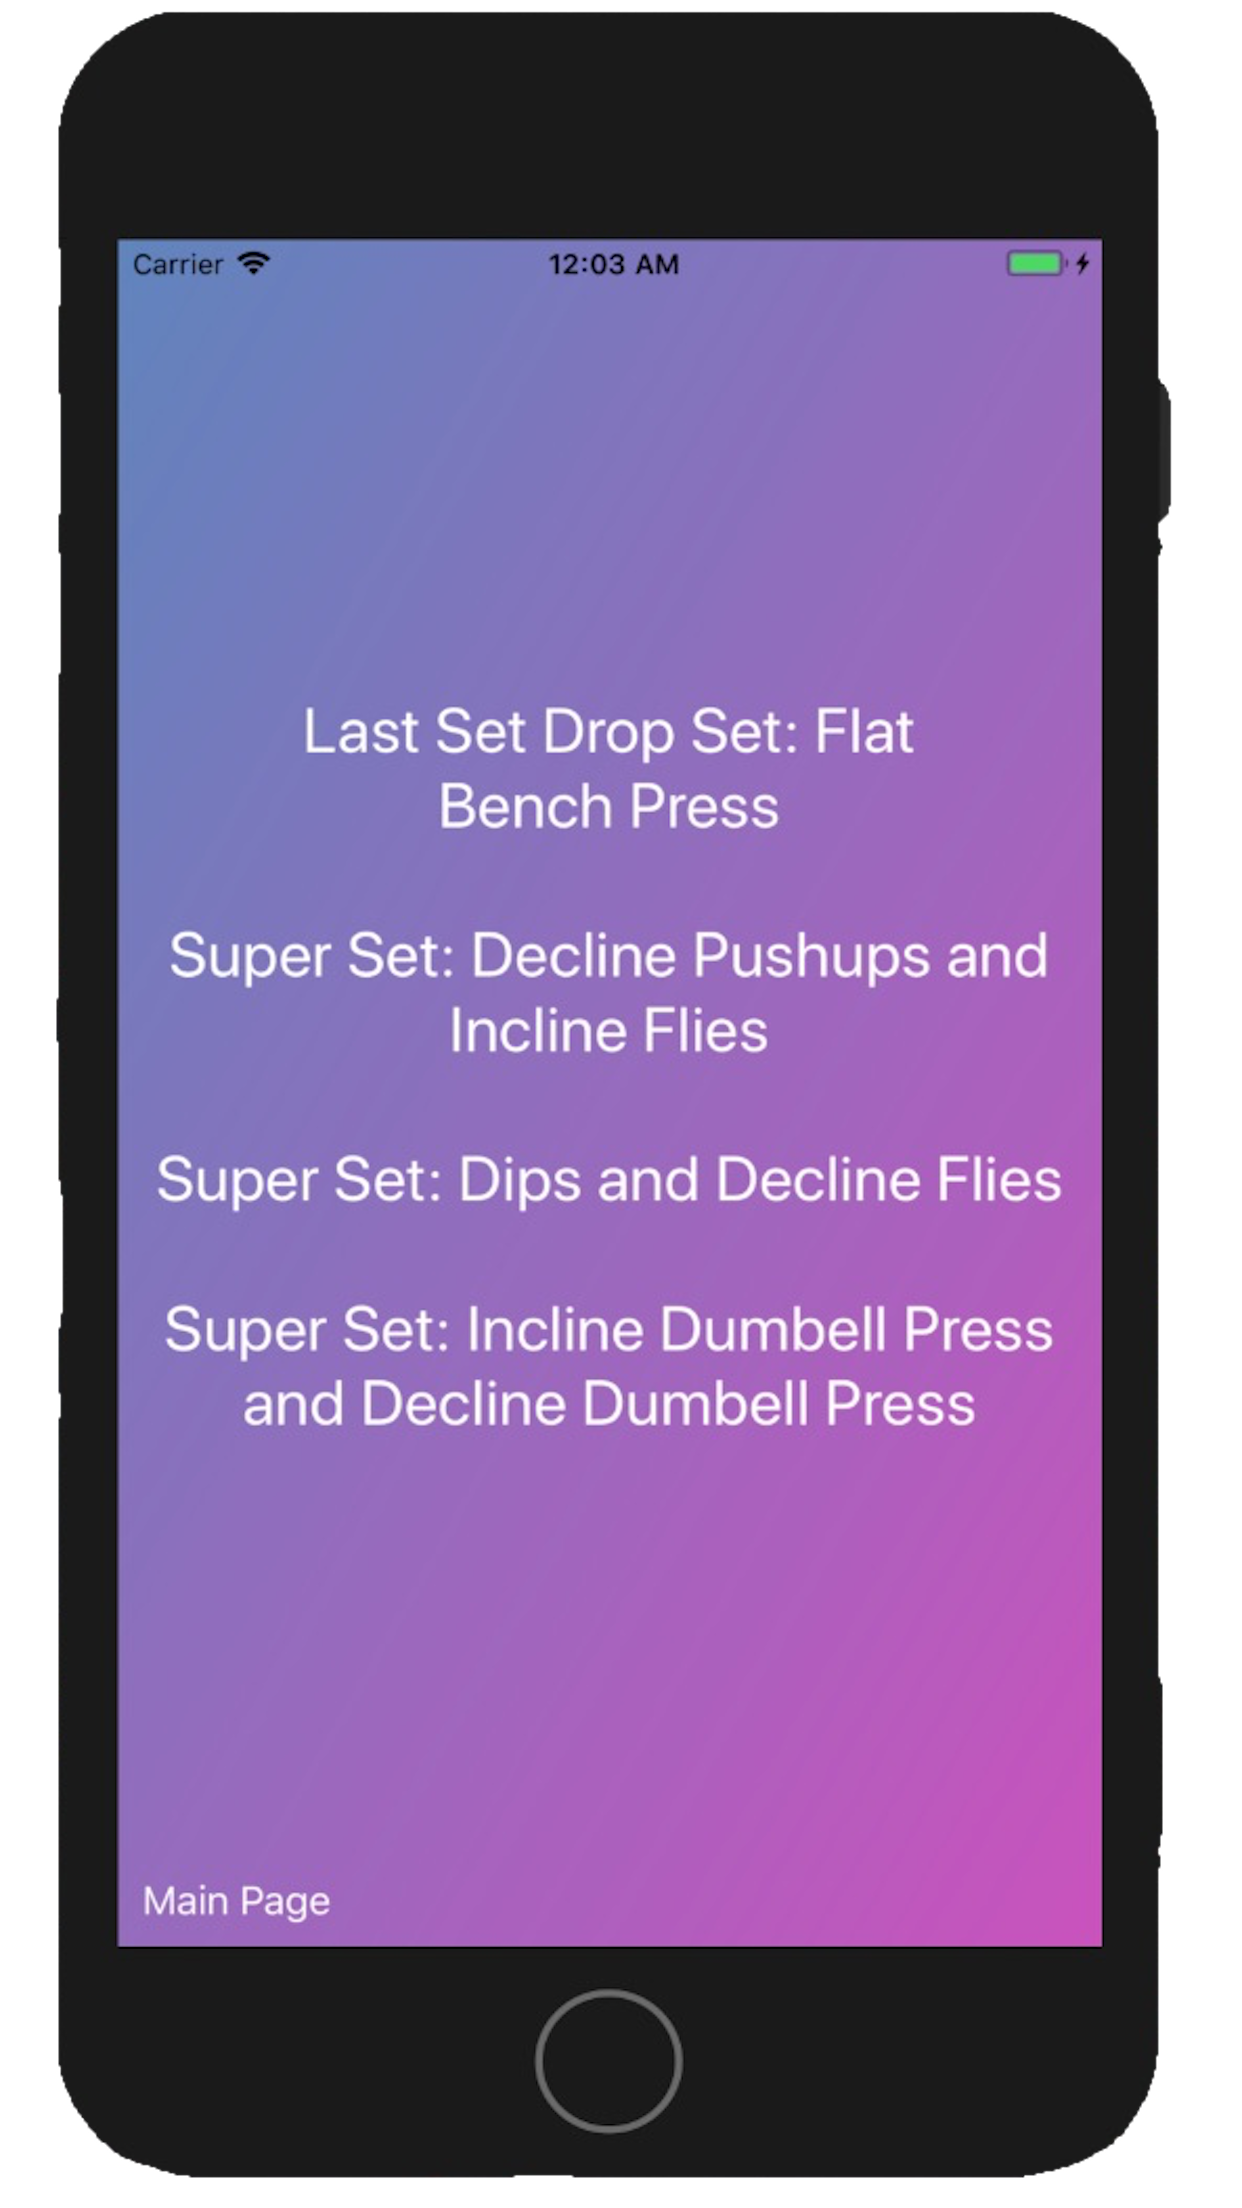 Carrier 12:03 AM
Last Set Drop Set: Flat
Bench Press
Super Set: Decline Pushups and
Incline Flies
Super Set: Dips and Decline Flies
Super Set: Incline Dumbell Press
and Decline Dumbell Press
Main Page